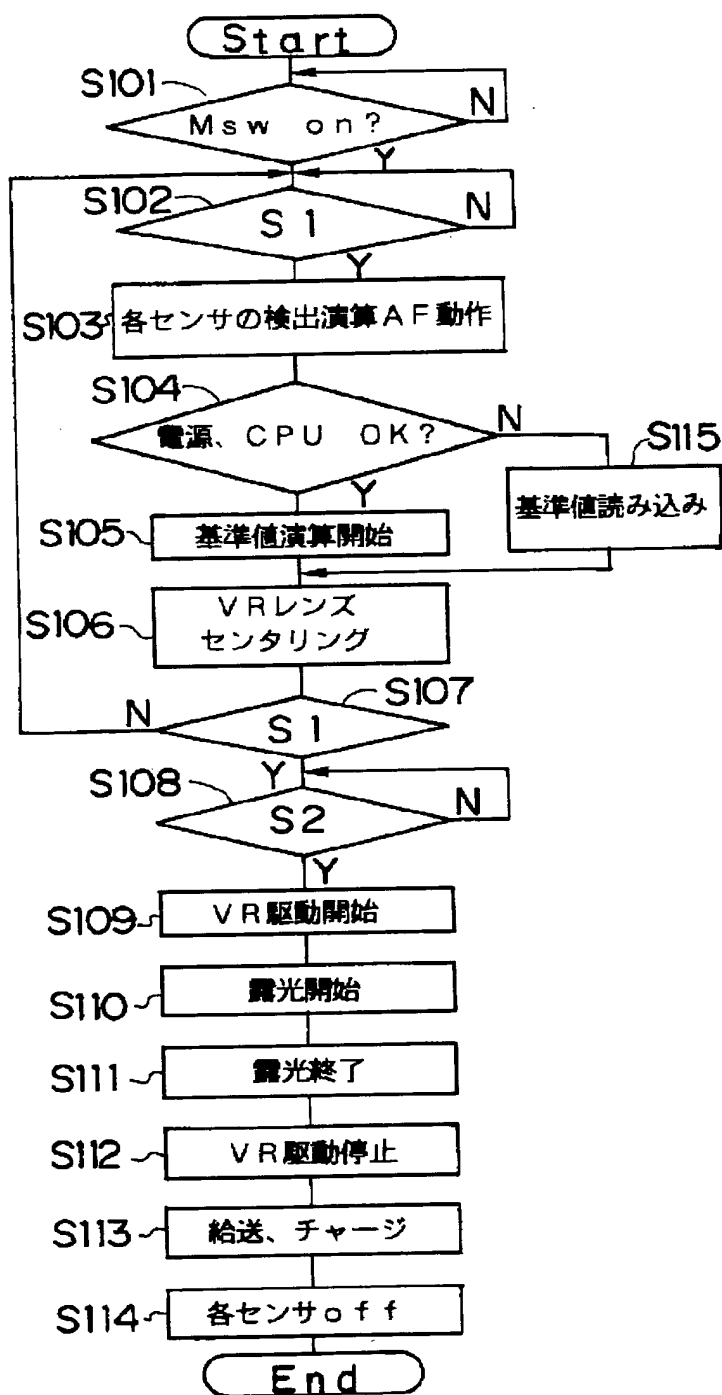 Start
S101
Msw on?
N
Y
S102
S1
N
Y
S103
各センサの検出演算AF動作
S104
電源、CPU OK?
N
Y
S115
基準値読み込み
S105
基準値演算開始
S106
VRレンズ
センタリング
S107
S1
N
Y
S108
S2
N
Y
S109
VR駆動開始
S110
露光開始
S111
露光終了
S112
VR駆動停止
S113
給送、チャージ
S114
各センサoff
End